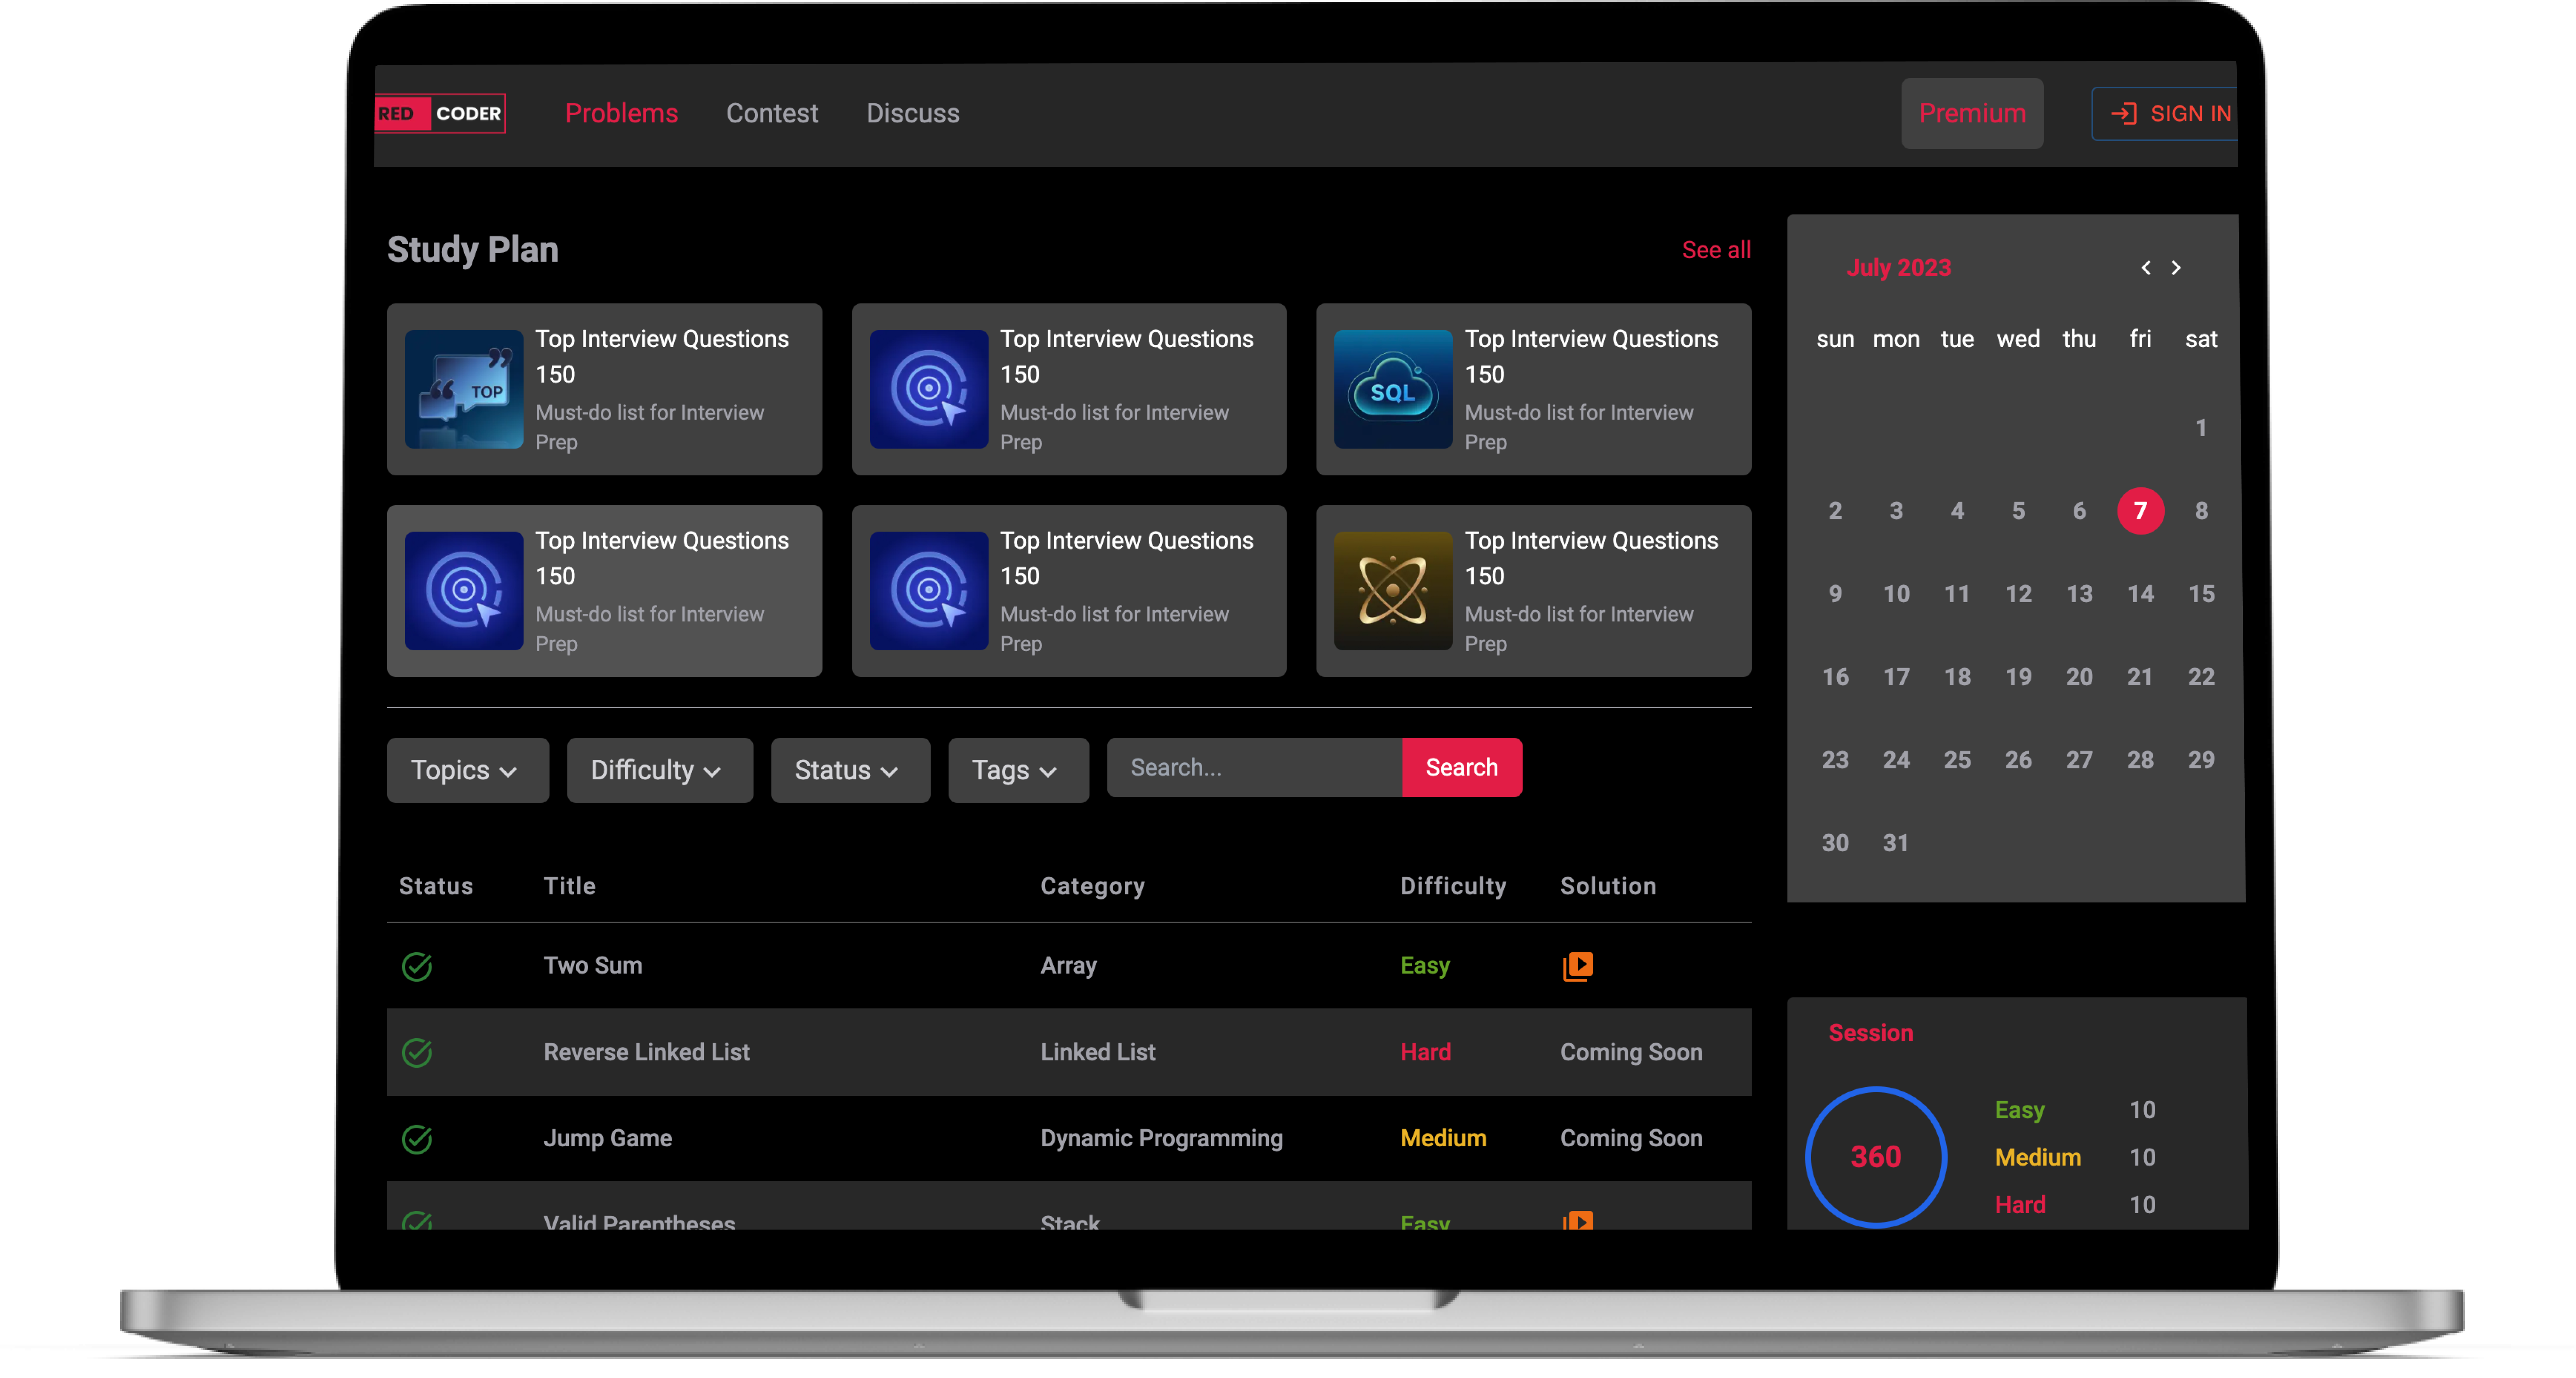 RED CODER
Problems Contest Discuss
Premium
SIGN IN
Study Plan
See all
Top Interview Questions
150
Must-do list for Interview
Prep
TOP
Top Interview Questions
150
Must-do list for Interview
Prep
Top Interview Questions
150
Must-do list for Interview
Prep
SQL
Top Interview Questions
150
Must-do list for Interview
Prep
Top Interview Questions
150
Must-do list for Interview
Prep
Top Interview Questions
150
Must-do list for Interview
Prep
Topics Difficulty Status Tags Search... Search
Status Title Category Difficulty Solution
Two Sum Array Easy
Reverse Linked List Linked List Hard Coming Soon
Jump Game Dynamic Programming Medium Coming Soon
Valid Parentheses Stack Easy
July 2023 < >
sun mon tue wed thu fri sat
1
2 3 4 5 6 7 8
9 10 11 12 13 14 15
16 17 18 19 20 21 22
23 24 25 26 27 28 29
30 31
Session
360
Easy 10
Medium 10
Hard 10